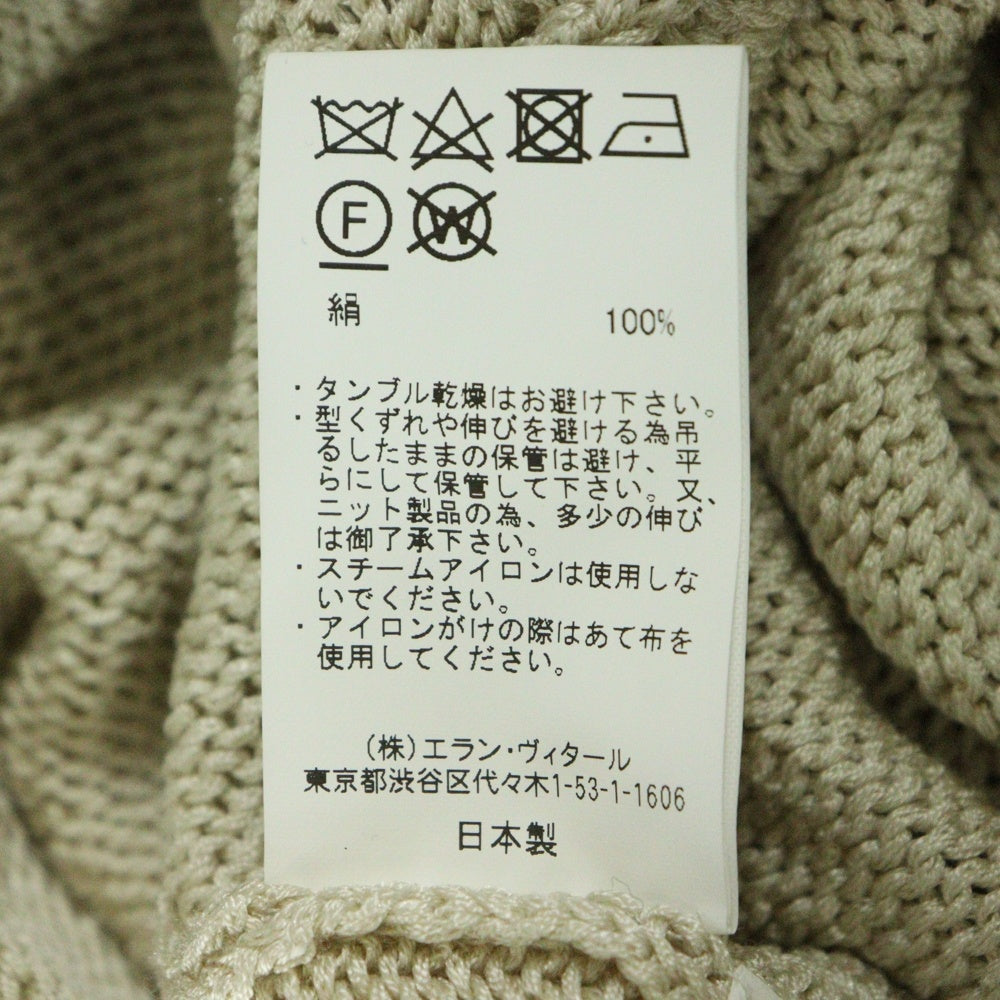 F W
絹 100%
・タンブル乾燥はお避け下さい。
・型くずれや伸びを避ける為吊
るしたままの保管は避け、平
らにして保管して下さい。又、
ニット製品の為、多少の伸び
は御了承下さい。
・スチームアイロンは使用しな
いでください。
・アイロンがけの際はあて布を
使用してください。
(株)エラン・ヴィタール
東京都渋谷区代々木1-53-1-1606
日本製